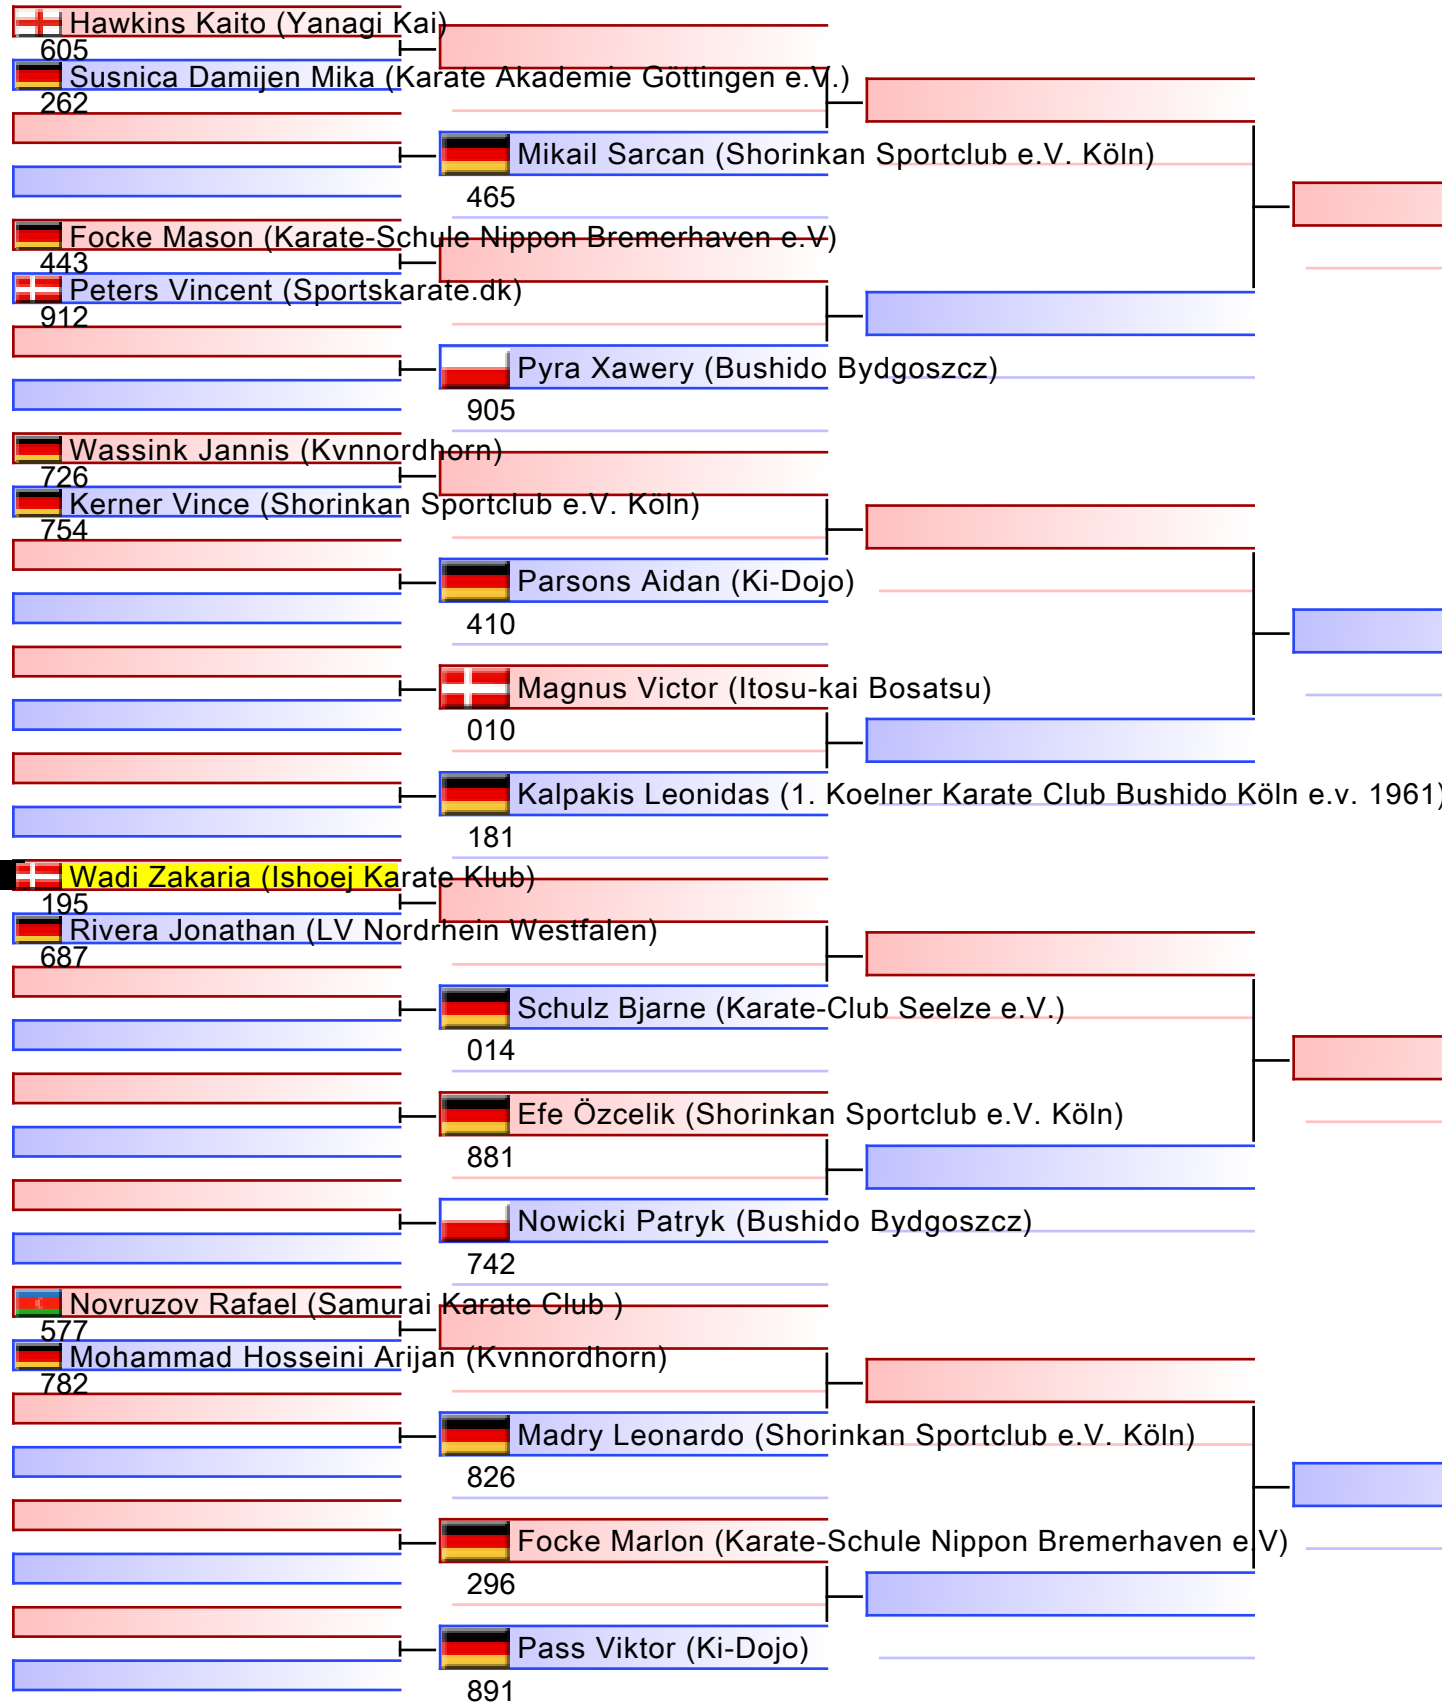 Hawkins Kaito (Yanagi Kai)
605
Susnica Damijen Mika (Karate Akademie Göttingen e.V.)
262
Mikail Sarcan (Shorinkan Sportclub e.V. Köln)
465
Focke Mason (Karate-Schule Nippon Bremerhaven e.V)
443
Peters Vincent (Sportskarate.dk)
912
Pyra Xawery (Bushido Bydgoszcz)
905
Wassink Jannis (Kvnnordhorn)
726
Kerner Vince (Shorinkan Sportclub e.V. Köln)
754
Parsons Aidan (Ki-Dojo)
410
Magnus Victor (Itosu-kai Bosatsu)
010
Kalpakis Leonidas (1. Koelner Karate Club Bushido Köln e.v. 1961)
181
Wadi Zakaria (Ishoej Karate Klub)
195
Rivera Jonathan (LV Nordrhein Westfalen)
687
Schulz Bjarne (Karate-Club Seelze e.V.)
014
Efe Özcelik (Shorinkan Sportclub e.V. Köln)
881
Nowicki Patryk (Bushido Bydgoszcz)
742
Novruzov Rafael (Samurai Karate Club )
577
Mohammad Hosseini Arijan (Kvnnordhorn)
782
Madry Leonardo (Shorinkan Sportclub e.V. Köln)
826
Focke Marlon (Karate-Schule Nippon Bremerhaven e.V)
296
Pass Viktor (Ki-Dojo)
891